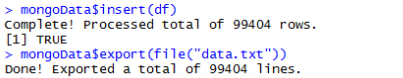 > mongoData$insert(df)
Complete! Processed total of 99404 rows.
[1] TRUE
> mongoData$export(file("data.txt"))
Done! Exported a total of 99404 lines.